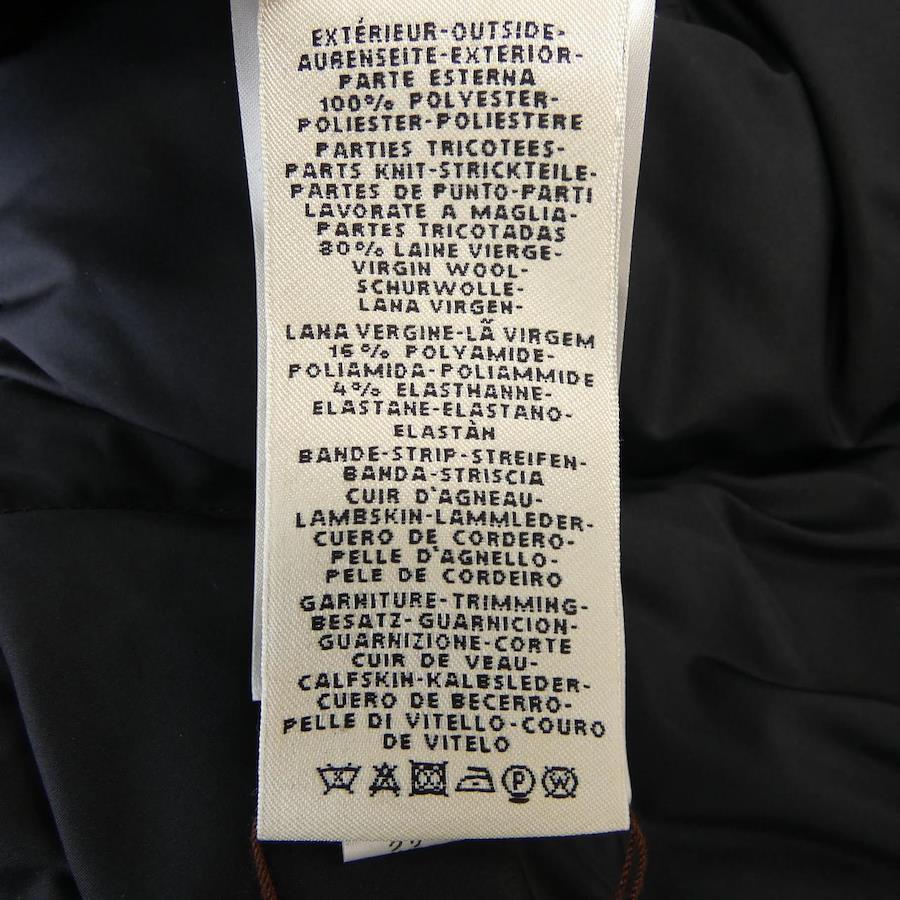 EXTÉRIEUR-OUTSIDE-
AUßENSEITE-EXTERIOR-
PARTE ESTERNA
100% POLYESTER-
POLIESTER-POLIESTERE
PARTIES TRICOTEES-
PARTS KNIT-STRICKTEILE-
PARTES DE PUNTO-PARTI
LAVORATE A MAGLIA-
PARTES TRICOTADAS
80% LAINE VIERGE-
VIRGIN WOOL-
SCHURWOLLE-
LANA VIRGEN-
LANA VERGINE-LÃ VIRGEM
16% POLYAMIDE-
POLIAMIDA-POLIAMMIDE
4% ELASTHANNE-
ELASTANE-ELASTANO-
ELASTÀN
BANDE-STRIP-STREIFEN-
BANDA-STRISCIA
CUIR D'AGNEAU-
LAMBSKIN-LAMMLEDER-
CUERO DE CORDERO-
PELLE D'AGNELLO-
PELE DE CORDEIRO
GARNITURE-TRIMMING-
BESATZ-GUARNICION-
GUARNIZIONE-CORTE
CUIR DE VEAU-
CALFSKIN-KALBSLEDER-
CUERO DE BECERRO-
PELLE DI VITELLO-COURO
DE VITELO
P W